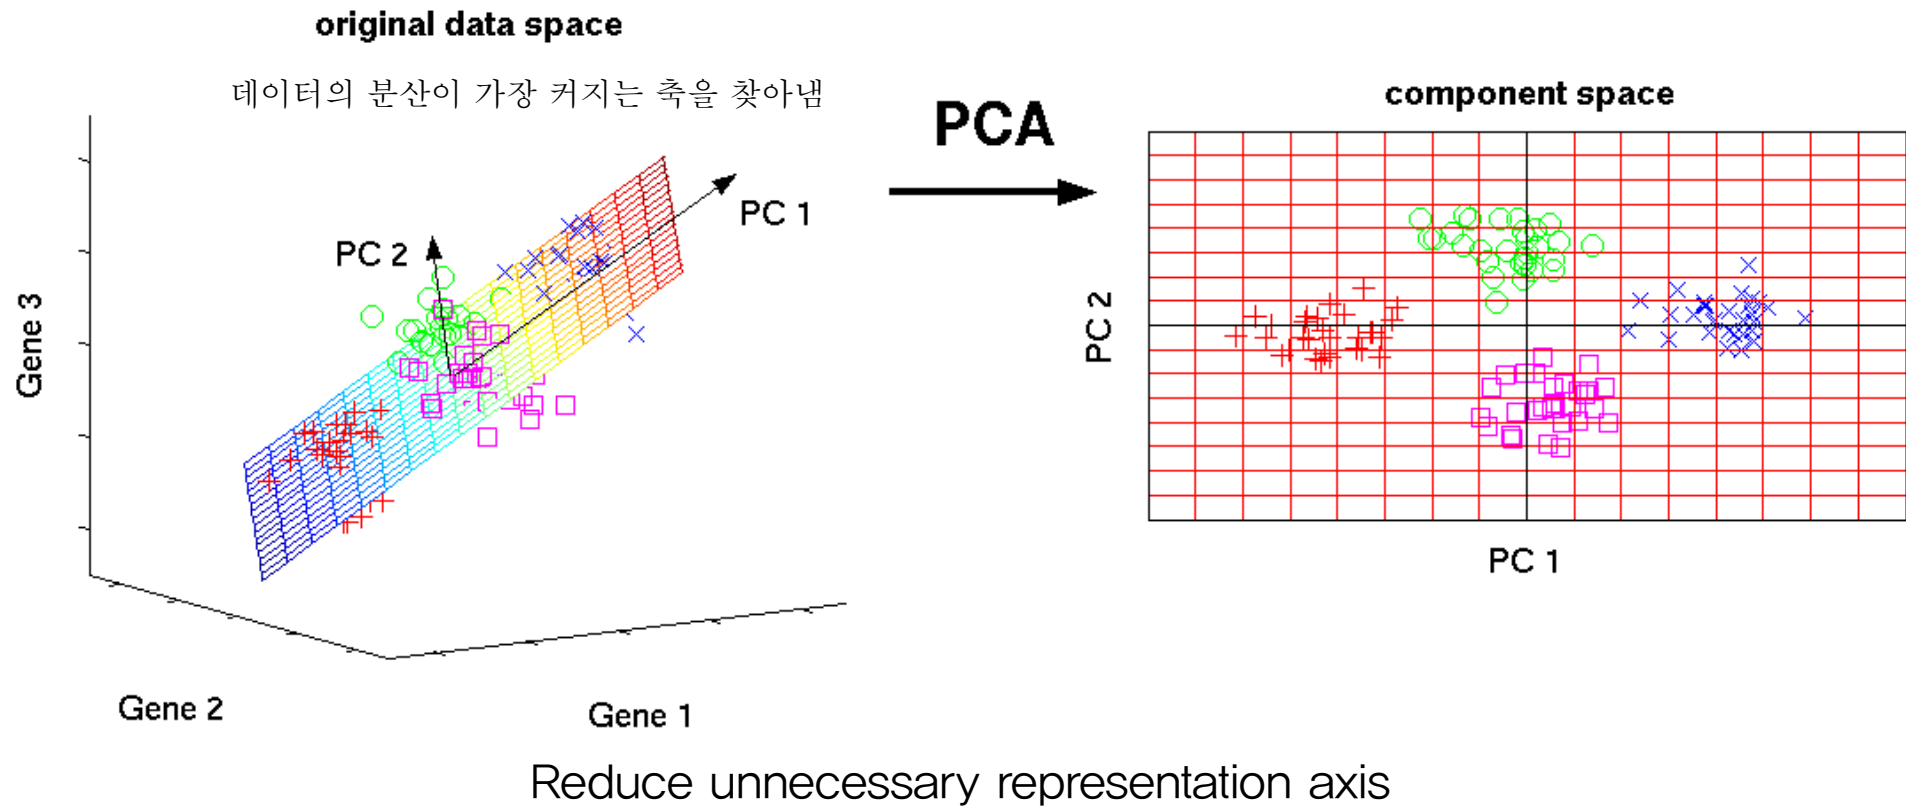 original data space
데이터의 분산이 가장 커지는 축을 찾아냄
PC 1
PC 2
Gene 3
Gene 2
Gene 1
PCA
component space
PC 2
PC 1
Reduce unnecessary representation axis